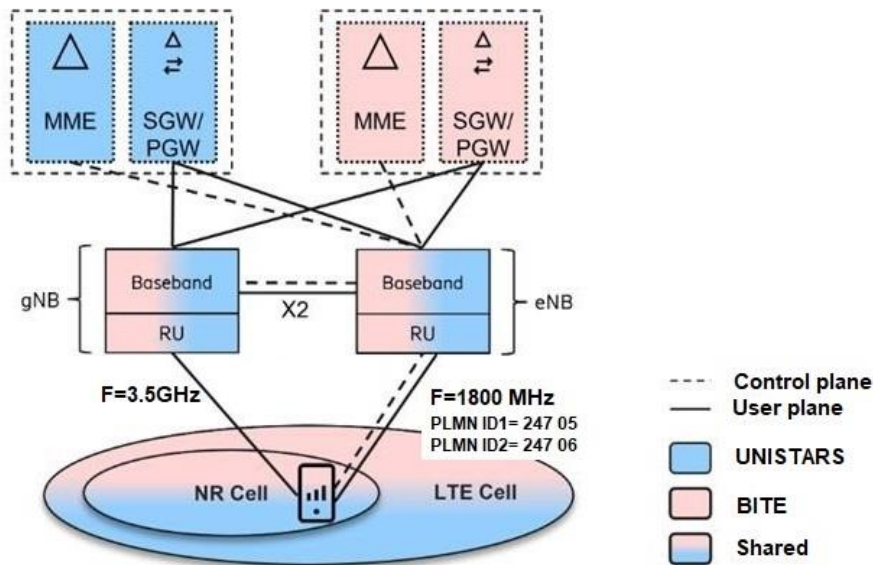 MME
SGW/
PGW
MME
SGW/
PGW
gNB
Baseband
RU
X2
Baseband
RU
eNB
F=3.5GHz
F=1800 MHz
PLMN ID1= 247 05
PLMN ID2= 247 06
NR Cell
LTE Cell
Control plane
User plane
UNISTARS
BITE
Shared